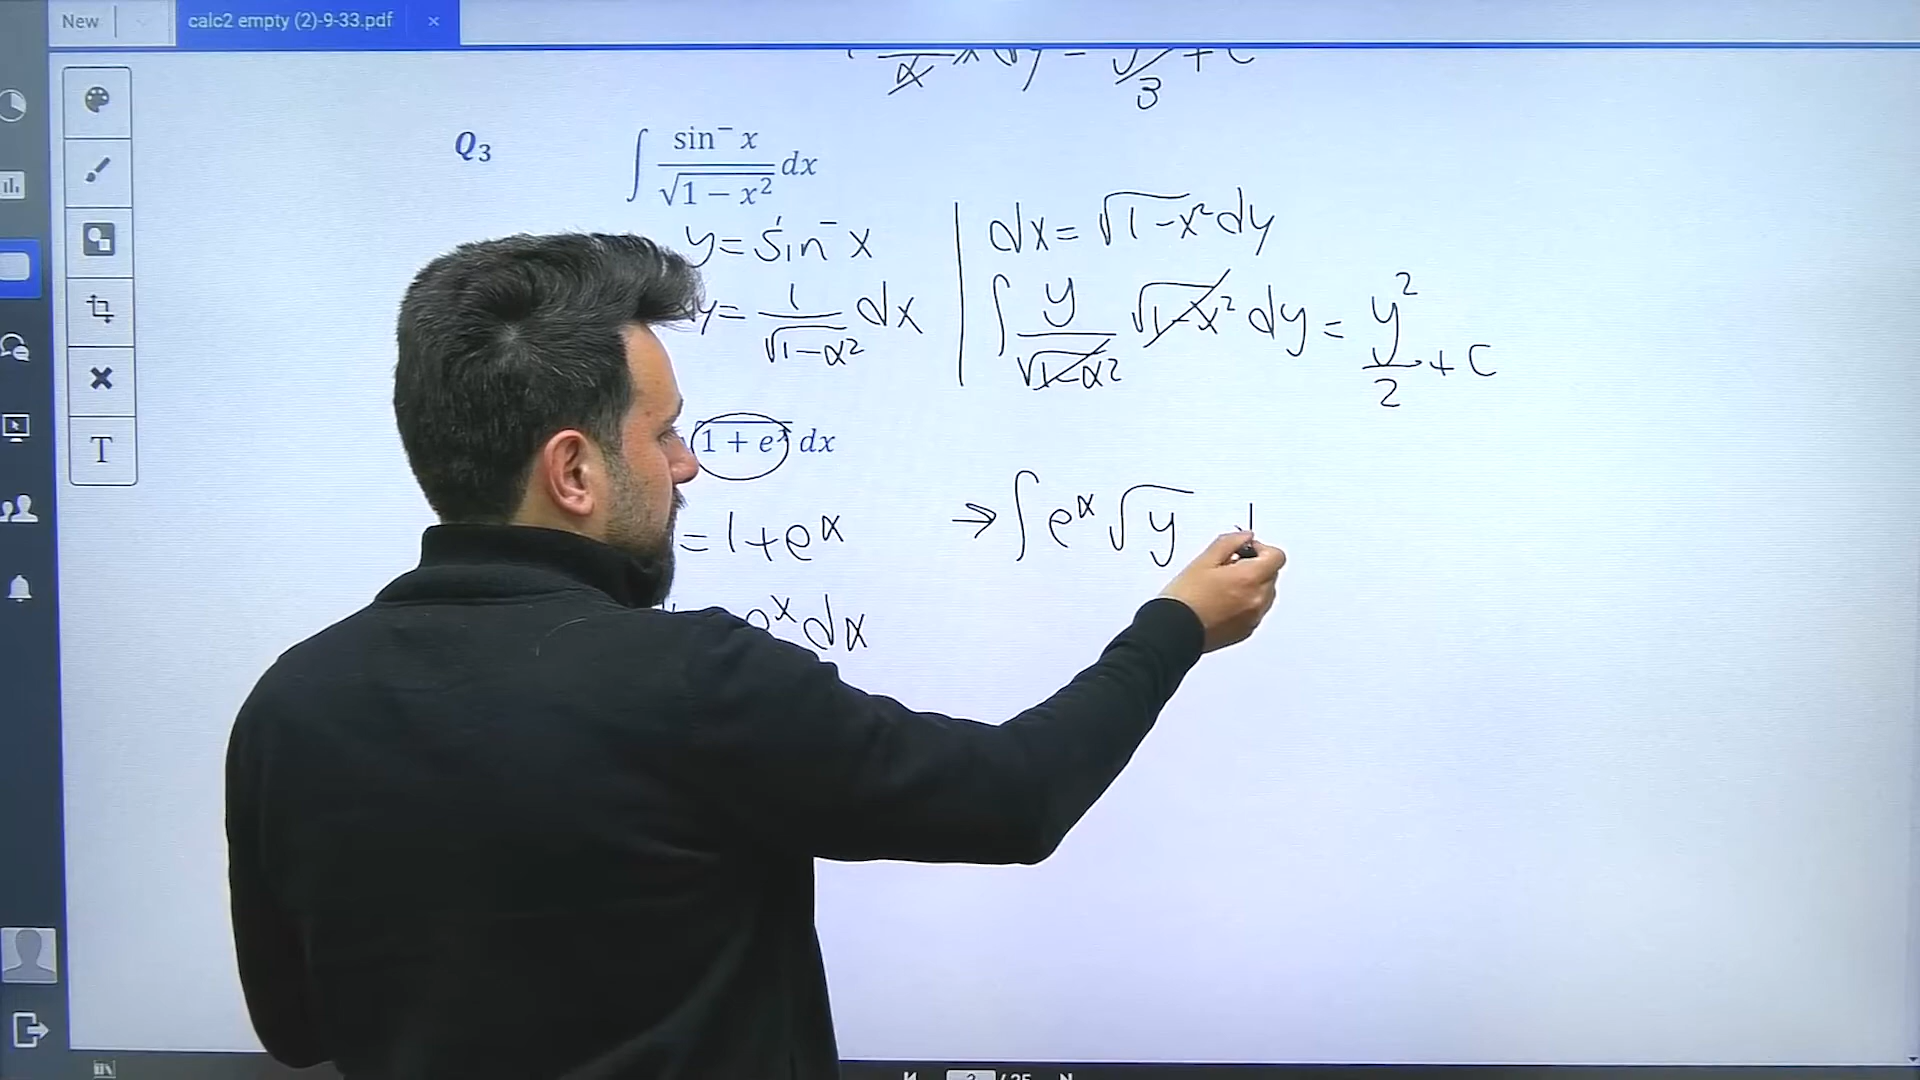 New
calc2 empty (2)-9-33.pdf ×
3 + C
Q₃ ∫ sin⁻ x / √(1 − x²) dx
y = sin⁻ x
dx = √(1-x²) dy
y = 1/√(1-x²) dx
∫ y/√(1-x²) √(1-x²) dy = y²/2 + C
1 + eˣ dx
= 1 + eˣ
→ ∫ eˣ √y
eˣ dx
T